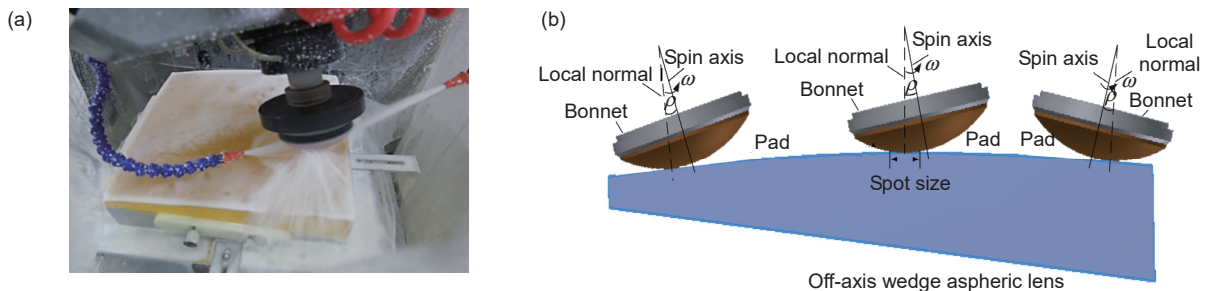 (a)
(b)
Local normal
Spin axis
ω
ρ
Bonnet
Pad
Local normal
Spin axis
ω
ρ
Bonnet
Pad
Spot size
Spin axis
Local
normal
ω
ρ
Bonnet
Pad
Off-axis wedge aspheric lens